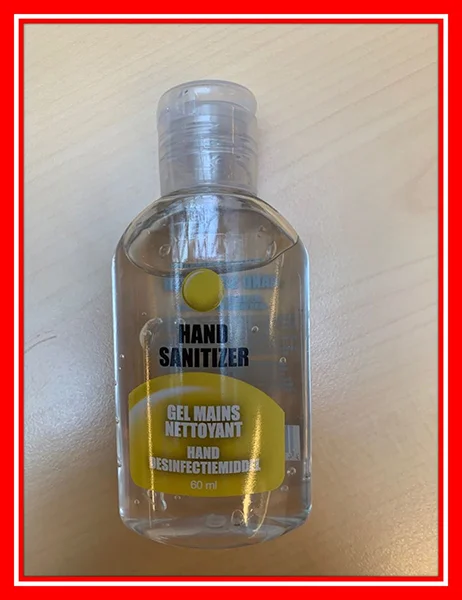 HAND
SANITIZER
GEL MAINS
NETTOYANT
HAND
DESINFECTIEMIDDEL
60 ml